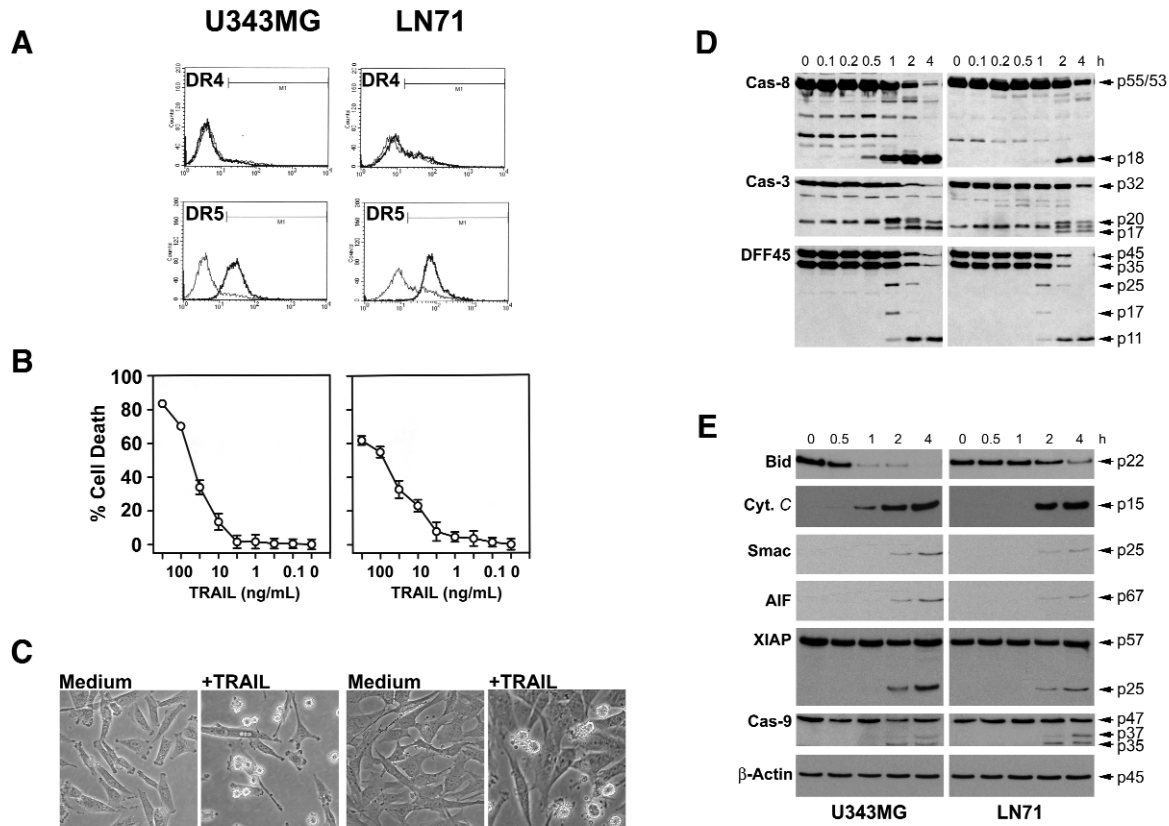 U343MG LN71
A
DR4
M1
Counts
DR4
M1
Counts
DR5
M1
Counts
DR5
M1
Counts
B
% Cell Death
100
80
60
40
20
0
100 10 1 0.1 0
100 10 1 0.1 0
TRAIL (ng/mL) TRAIL (ng/mL)
C
Medium +TRAIL Medium +TRAIL
D
0 0.1 0.2 0.5 1 2 4 0 0.1 0.2 0.5 1 2 4 h
Cas-8 p55/53
p18
Cas-3 p32
p20
p17
DFF45 p45
p35
p25
p17
p11
E
0 0.5 1 2 4 0 0.5 1 2 4 h
Bid p22
Cyt. C p15
Smac p25
AIF p67
XIAP p57
p25
Cas-9 p47
p37
p35
β-Actin p45
U343MG LN71